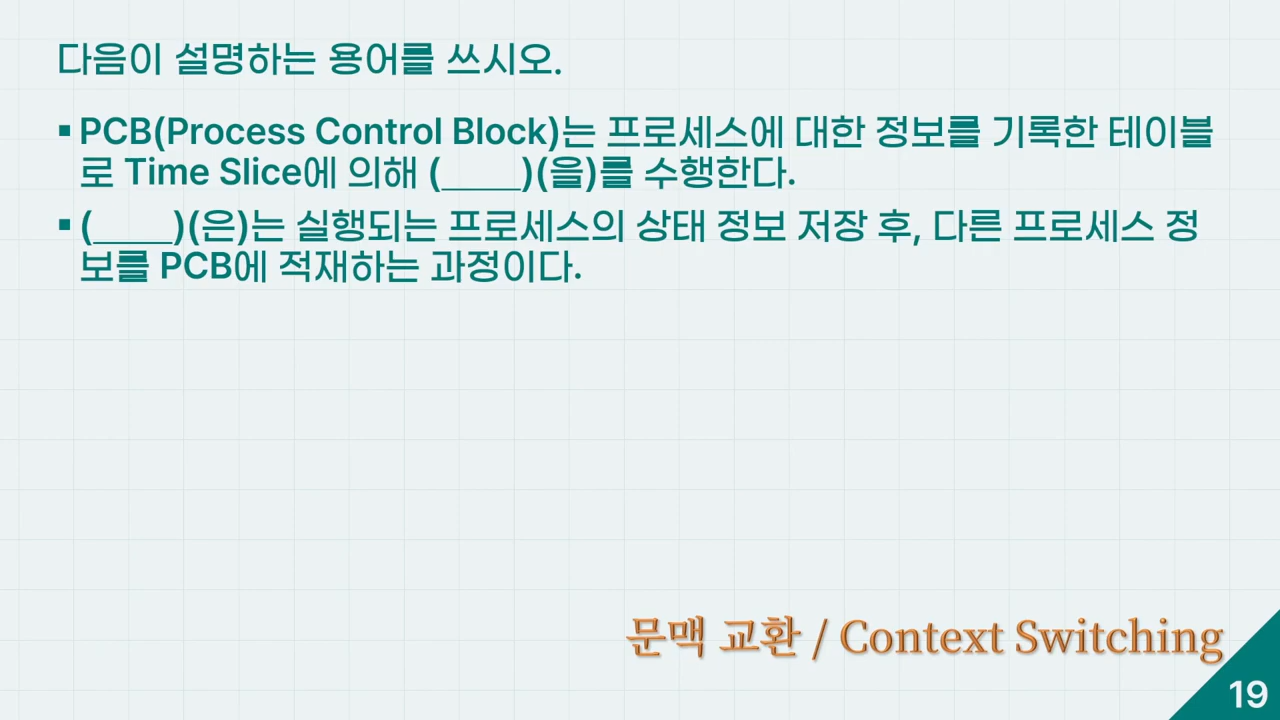 다음이 설명하는 용어를 쓰시오.
▪ PCB(Process Control Block)는 프로세스에 대한 정보를 기록한 테이블
로 Time Slice에 의해 (____)(을)를 수행한다.
▪ (____)(은)는 실행되는 프로세스의 상태 정보 저장 후, 다른 프로세스 정
보를 PCB에 적재하는 과정이다.
문맥 교환 / Context Switching
19